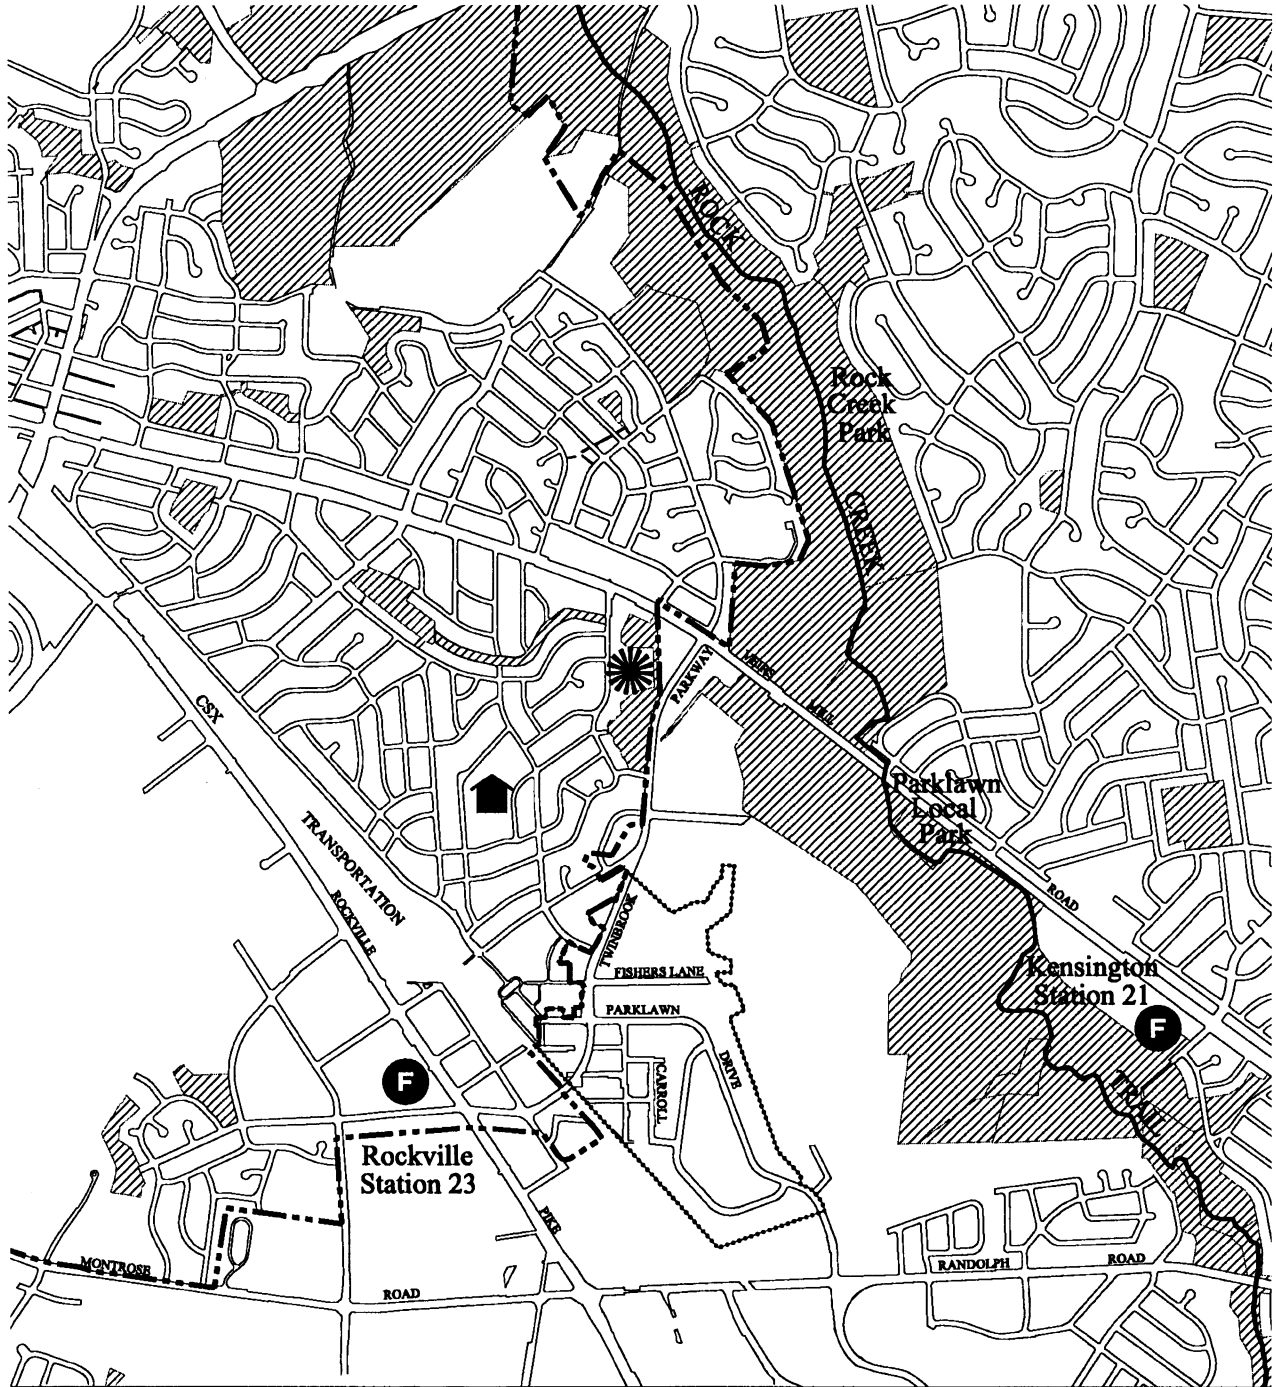 ROCK
Rock
Creek
Park
CREEK
PARKWAY
VEIRS
MILL
CSX
Parklawn
Local
Park
TRANSPORTATION
ROCKVILLE
ROAD
TWINBROOK
FISHERS LANE
Kensington
Station 21
PARKLAWN
F
F
DRIVE
CARROLL
TRAIL
Rockville
Station 23
PIKE
MONTROSE
RANDOLPH
ROAD
ROAD